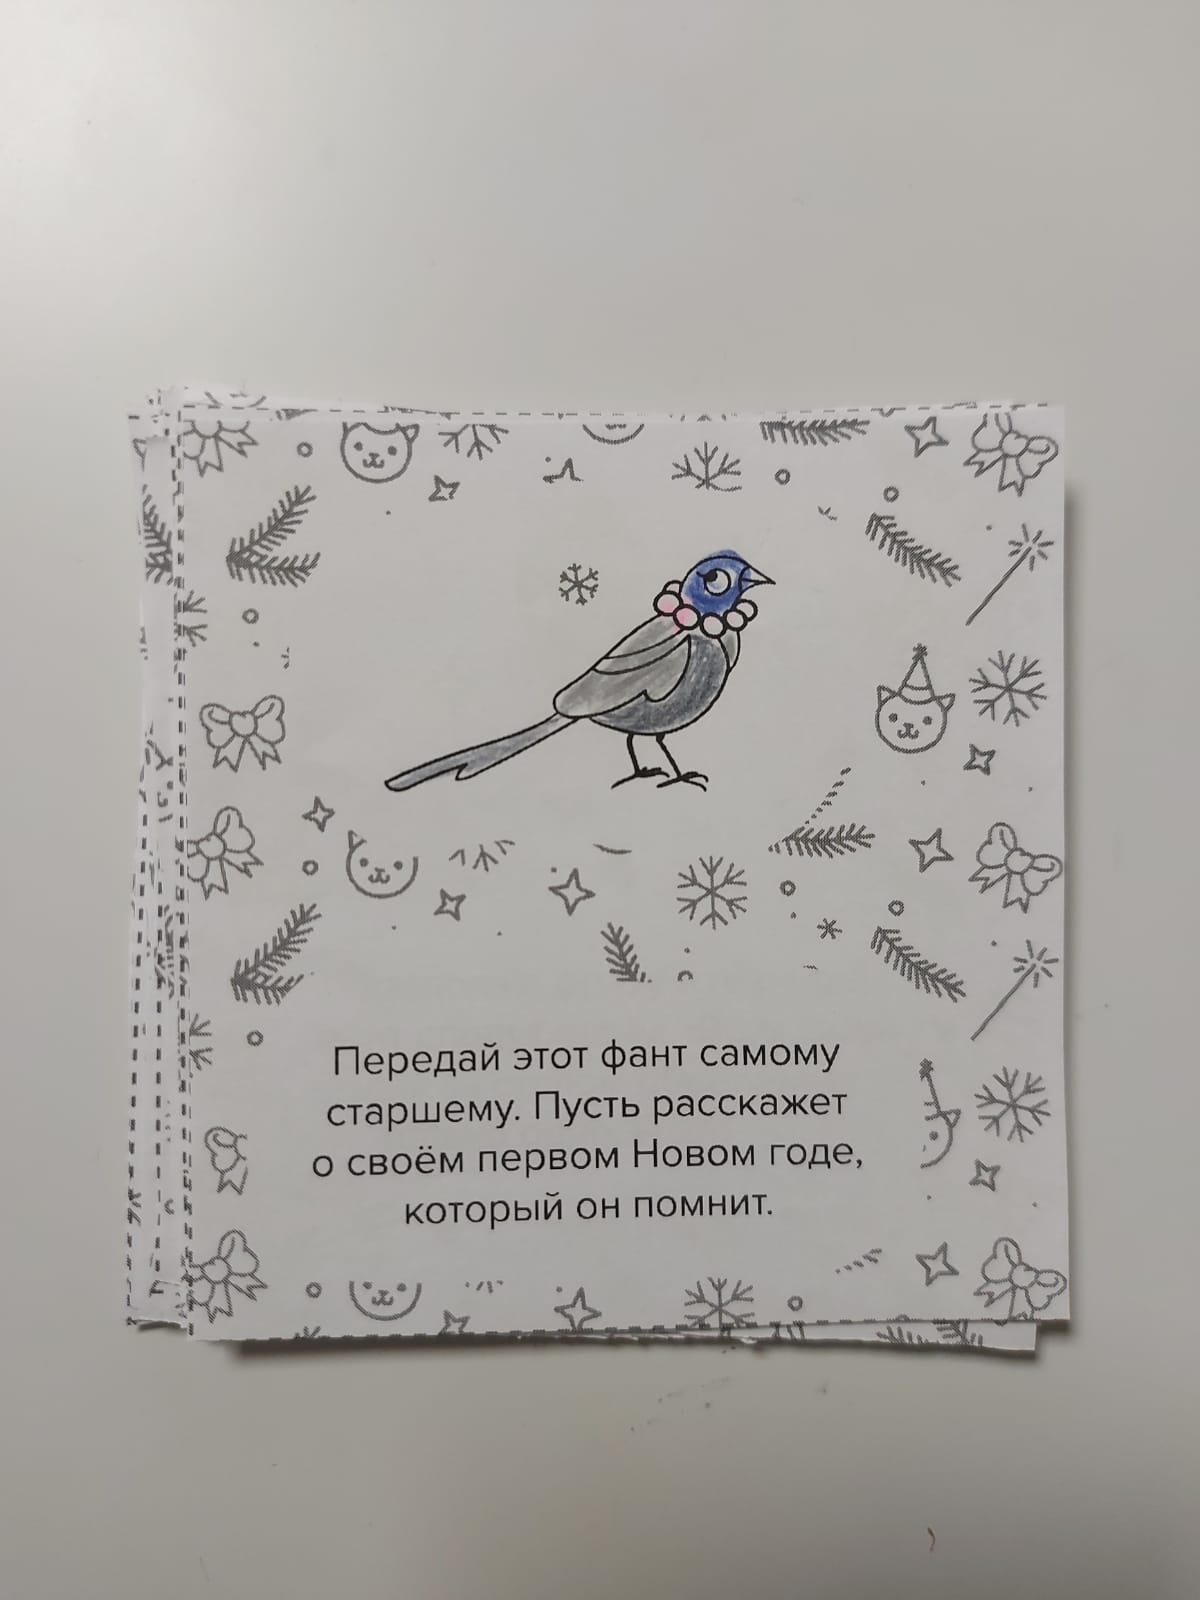 Передай этот фант самому
старшему. Пусть расскажет
о своём первом Новом годе,
который он помнит.